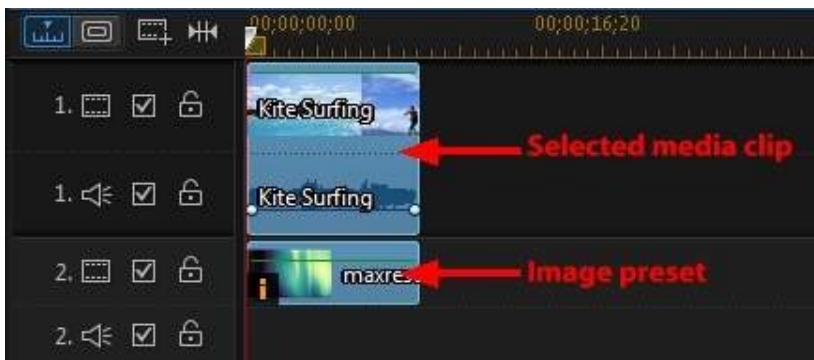 00;00;00;00 00;00;16;20
1. Kite Surfing
Selected media clip
1. Kite Surfing
2. maxres
Image preset
2.